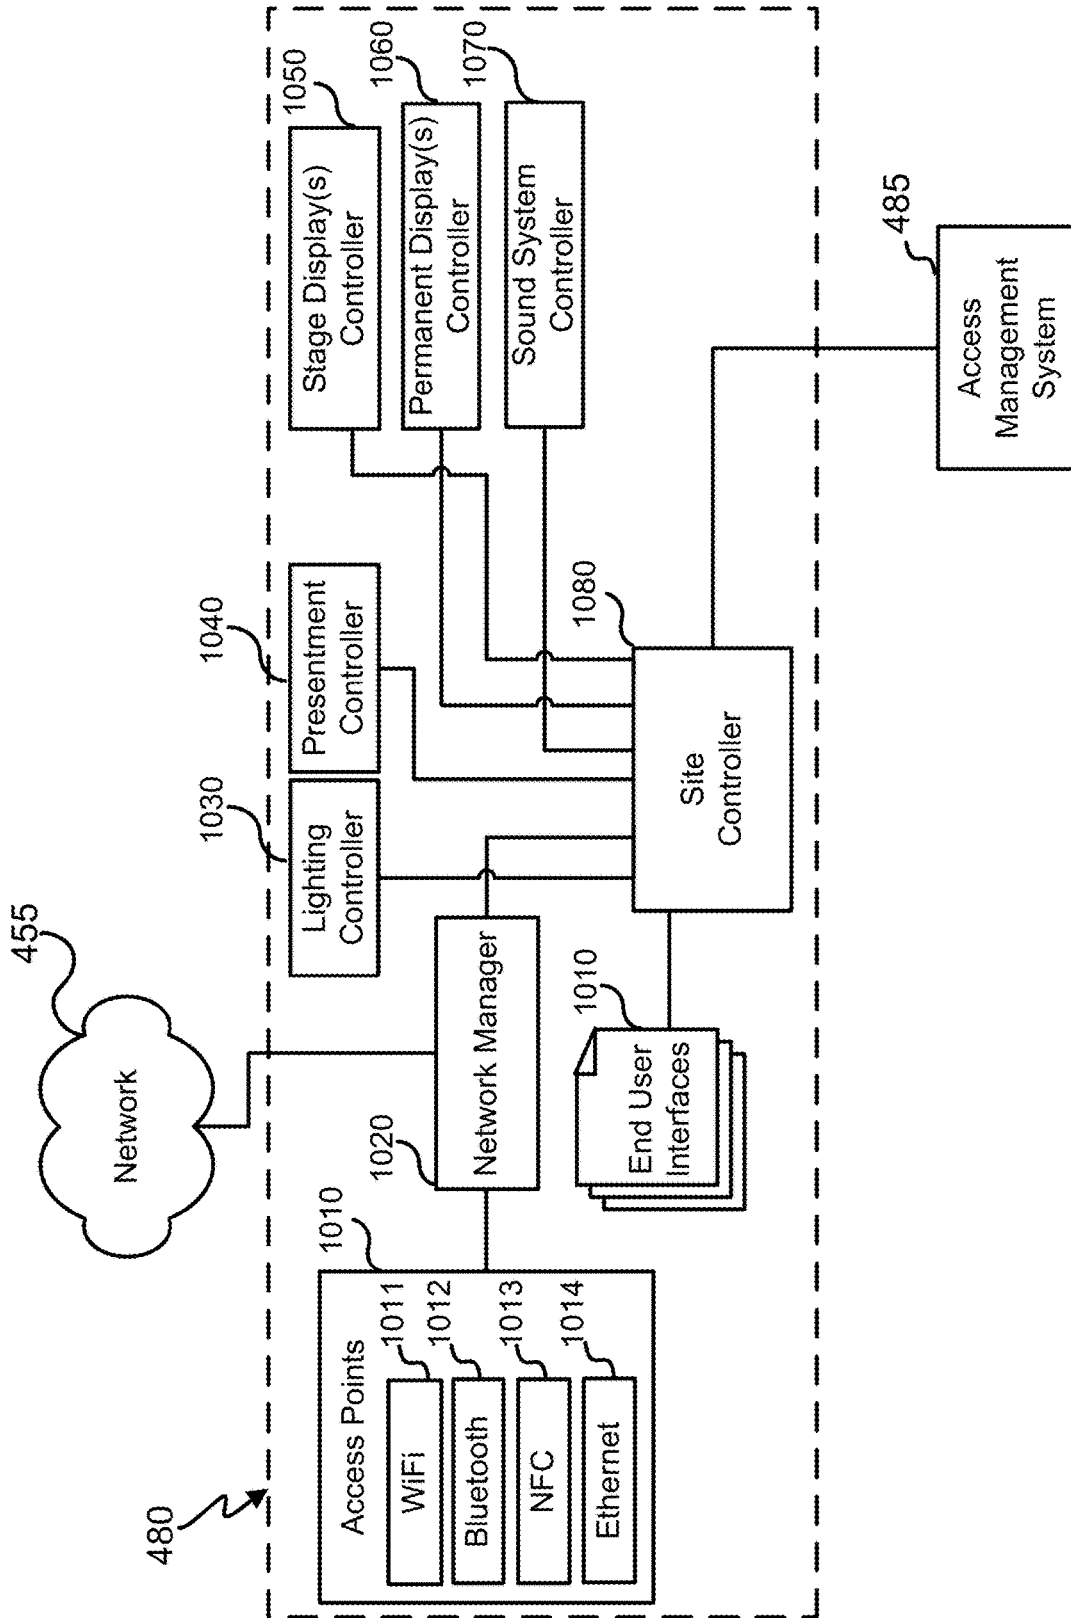 480
455
Network
Access Points
1010
WiFi
1011
Bluetooth
1012
NFC
1013
Ethernet
1014
1020
Network Manager
1010
End User
Interfaces
1030
Lighting
Controller
1040
Presentment
Controller
1050
Stage Display(s)
Controller
1060
Permanent Display(s)
Controller
1070
Sound System
Controller
1080
Site
Controller
485
Access
Management
System